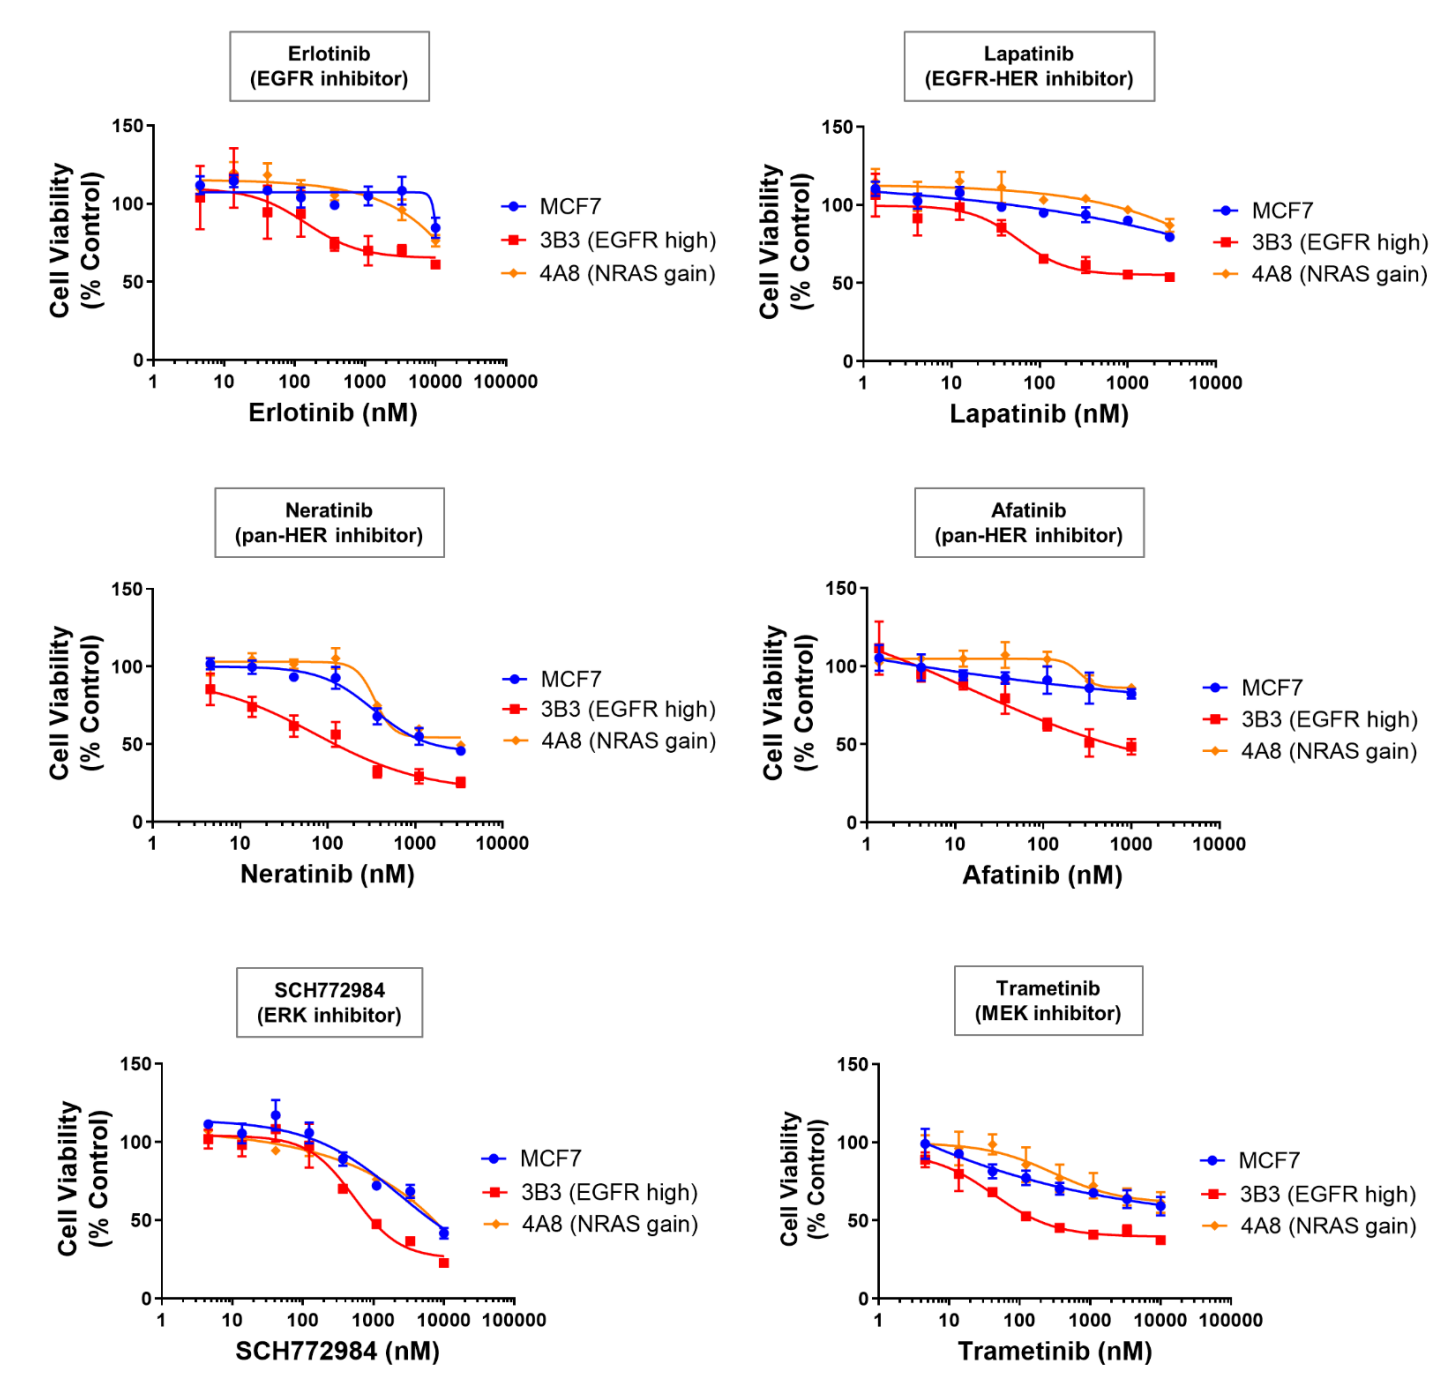 Erlotinib
(EGFR inhibitor)
Cell Viability
(% Control)
150
100
50
0
1 10 100 1000 10000 100000
Erlotinib (nM)
MCF7
3B3 (EGFR high)
4A8 (NRAS gain)
Lapatinib
(EGFR-HER inhibitor)
Cell Viability
(% Control)
150
100
50
0
1 10 100 1000 10000
Lapatinib (nM)
MCF7
3B3 (EGFR high)
4A8 (NRAS gain)
Neratinib
(pan-HER inhibitor)
Cell Viability
(% Control)
150
100
50
0
1 10 100 1000 10000
Neratinib (nM)
MCF7
3B3 (EGFR high)
4A8 (NRAS gain)
Afatinib
(pan-HER inhibitor)
Cell Viability
(% Control)
150
100
50
0
1 10 100 1000 10000
Afatinib (nM)
MCF7
3B3 (EGFR high)
4A8 (NRAS gain)
SCH772984
(ERK inhibitor)
Cell Viability
(% Control)
150
100
50
0
1 10 100 1000 10000 100000
SCH772984 (nM)
MCF7
3B3 (EGFR high)
4A8 (NRAS gain)
Trametinib
(MEK inhibitor)
Cell Viability
(% Control)
150
100
50
0
1 10 100 1000 10000 100000
Trametinib (nM)
MCF7
3B3 (EGFR high)
4A8 (NRAS gain)